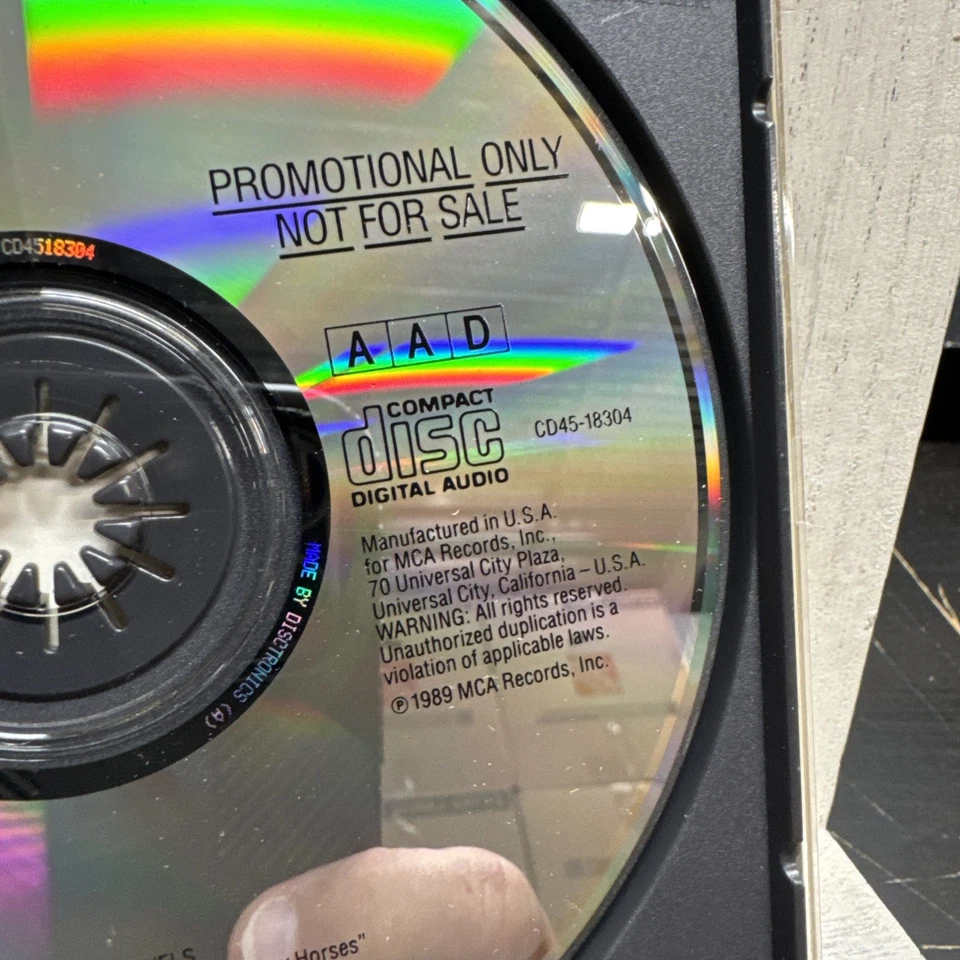 PROMOTIONAL ONLY
NOT FOR SALE
CD4518304
AAD
COMPACT
disc
DIGITAL AUDIO
CD45-18304
Manufactured in U.S.A.
for MCA Records, Inc.,
70 Universal City Plaza,
Universal City, California – U.S.A.
WARNING: All rights reserved.
Unauthorized duplication is a
violation of applicable laws.
℗ 1989 MCA Records, Inc.
MADE BY DISCTRONICS (A)
Horses"